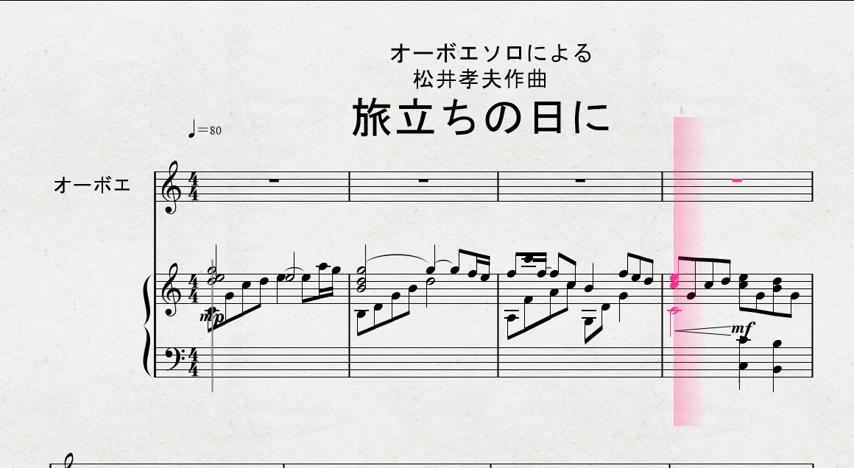 オーボエソロによる
松井孝夫作曲
旅立ちの日に
♩=80
オーボエ
mp
mf